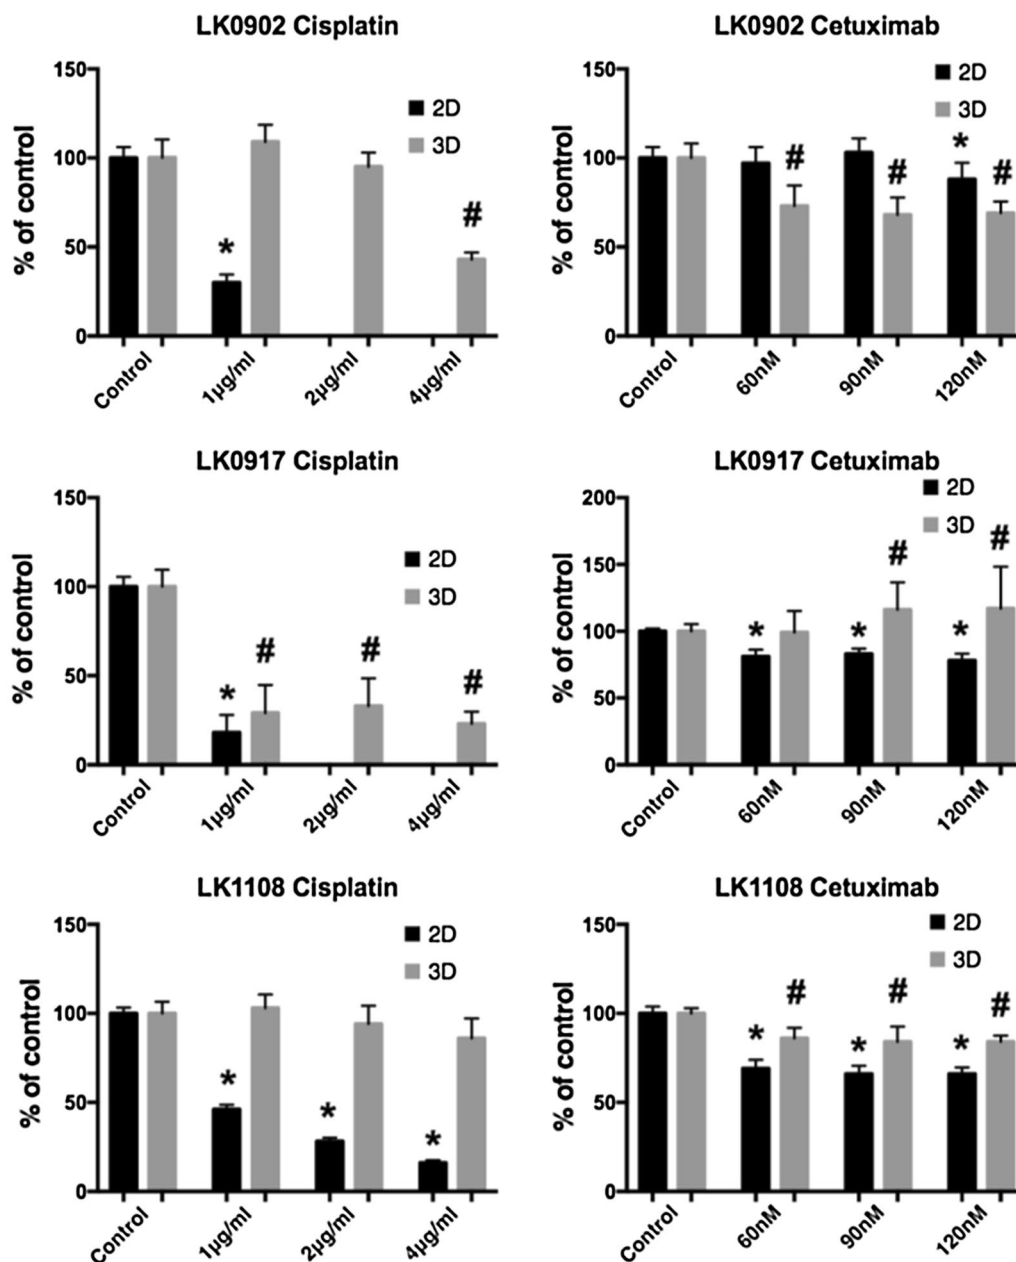 LK0902 Cisplatin
150
100
50
0
% of control
2D
3D
*
#
Control
1µg/ml
2µg/ml
4µg/ml
LK0902 Cetuximab
150
100
50
0
% of control
2D
3D
#
#
*
#
Control
60nM
90nM
120nM
LK0917 Cisplatin
150
100
50
0
% of control
2D
3D
*
#
#
#
Control
1µg/ml
2µg/ml
4µg/ml
LK0917 Cetuximab
200
150
100
50
0
% of control
2D
3D
*
*
#
*
#
Control
60nM
90nM
120nM
LK1108 Cisplatin
150
100
50
0
% of control
2D
3D
*
*
*
Control
1µg/ml
2µg/ml
4µg/ml
LK1108 Cetuximab
150
100
50
0
% of control
2D
3D
*
#
*
#
*
#
Control
60nM
90nM
120nM